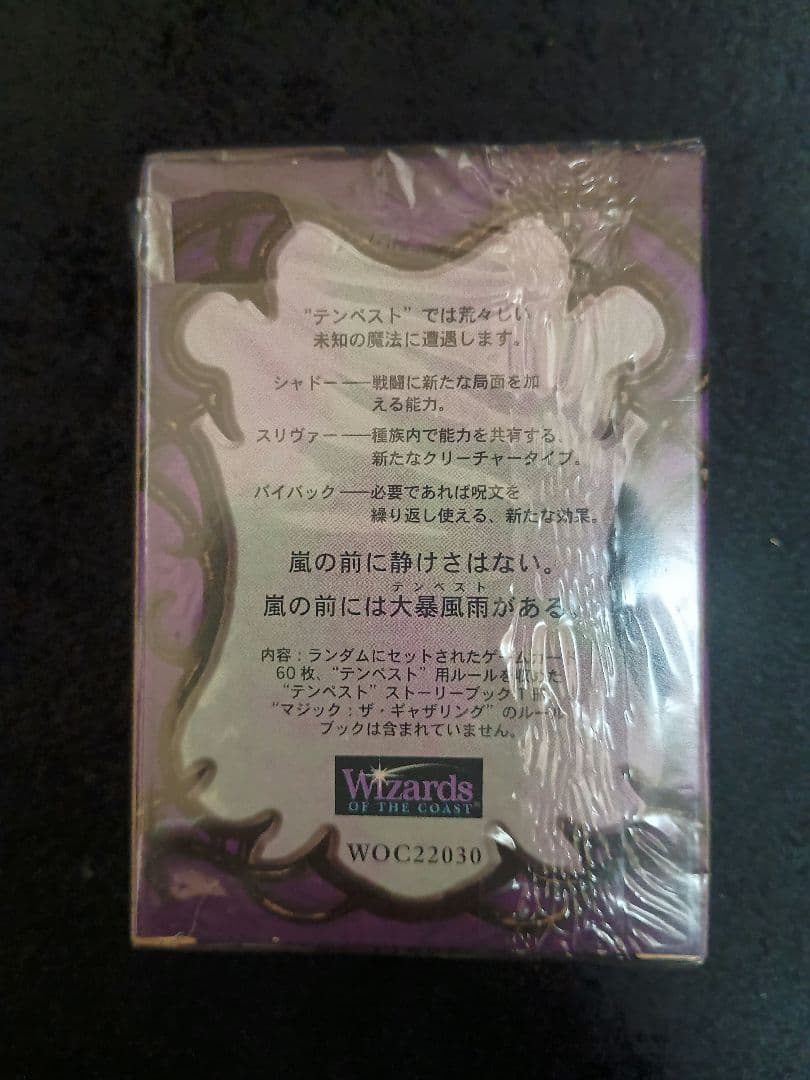 “テンペスト”では荒々しい
未知の魔法に遭遇します。
シャドー──戦闘に新たな局面を加
える能力。
スリヴァー──種族内で能力を共有する、
新たなクリーチャータイプ。
バイバック──必要であれば呪文を
繰り返し使える、新たな効果。
嵐の前に静けさはない。
テンペスト
嵐の前には大暴風雨がある。
内容：ランダムにセットされたゲームカード
60枚、“テンペスト”用ルールを収めた
“テンペスト”ストーリーブック1冊。
“マジック：ザ・ギャザリング”のルール
ブックは含まれていません。
Wizards
OF THE COAST®
WOC22030